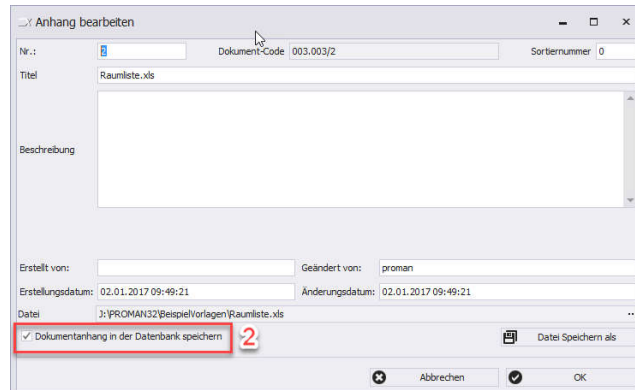 Anhang bearbeiten
Nr.: 2 Dokument-Code 003.003/2 Sortiernummer 0
Titel Raumliste.xls
Beschreibung
Erstellt von: Geändert von: proman
Erstellungsdatum: 02.01.2017 09:49:21 Änderungsdatum: 02.01.2017 09:49:21
Datei J:\PROMAN32\BeispielVorlagen\Raumliste.xls ...
Dokumentanhang in der Datenbank speichern 2 Datei Speichern als
Abbrechen OK